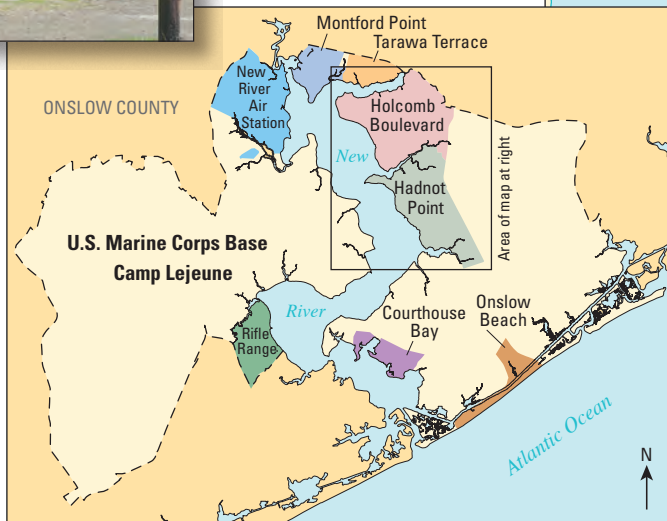 Montford Point
Tarawa Terrace
New
River
Air
Station
ONSLOW COUNTY
Holcomb
Boulevard
New
Hadnot
Point
Area of map at right
U.S. Marine Corps Base
Camp Lejeune
River
Rifle
Range
Courthouse
Bay
Onslow
Beach
Atlantic Ocean
N